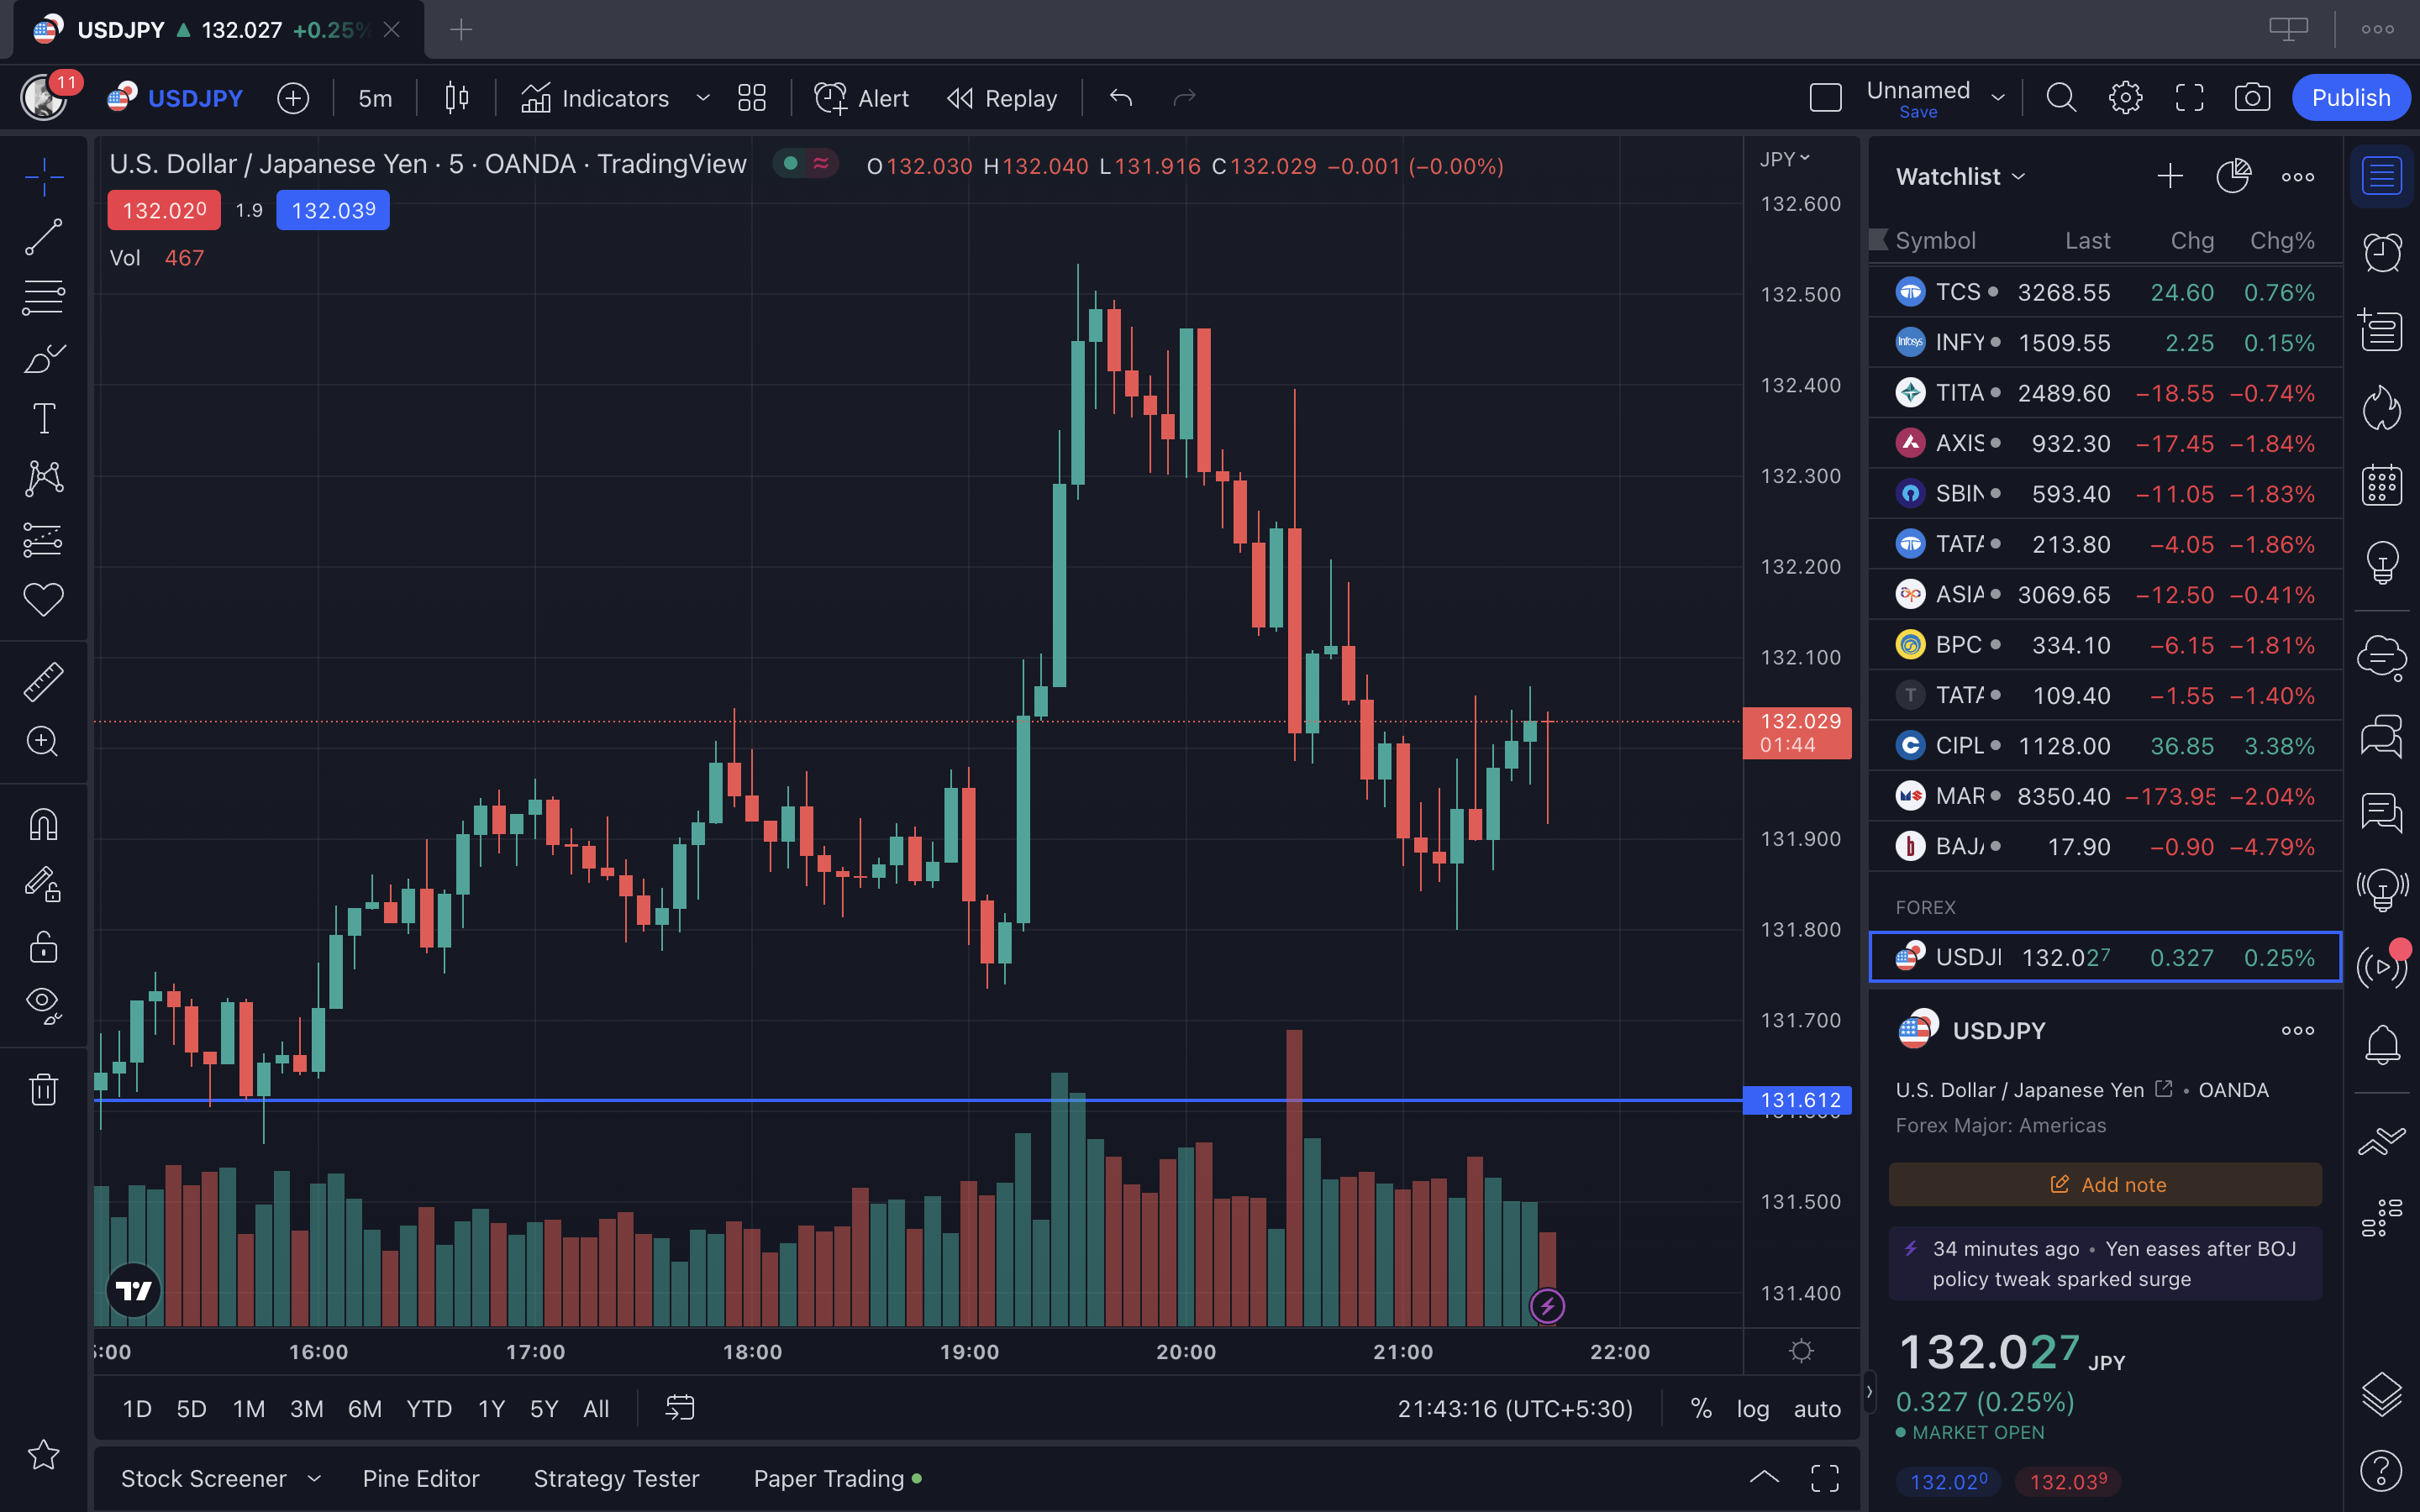 USDJPY ▲ 132.027 +0.25%
11 USDJPY 5m Indicators Alert Replay Unnamed Publish
Save
U.S. Dollar / Japanese Yen · 5 · OANDA · TradingView O132.030 H132.040 L131.916 C132.029 −0.001 (−0.00%)
132.020 1.9 132.039
Vol 467
JPY
132.600
132.500
132.400
132.300
132.200
132.100
132.029
01:44
131.900
131.800
131.700
131.612
131.500
131.400
16:00 17:00 18:00 19:00 20:00 21:00 22:00
1D 5D 1M 3M 6M YTD 1Y 5Y All 21:43:16 (UTC+5:30) % log auto
Stock Screener Pine Editor Strategy Tester Paper Trading
Watchlist
Symbol Last Chg Chg%
TCS 3268.55 24.60 0.76%
INFY 1509.55 2.25 0.15%
TITA 2489.60 −18.55 −0.74%
AXIS 932.30 −17.45 −1.84%
SBIN 593.40 −11.05 −1.83%
TATA 213.80 −4.05 −1.86%
ASIA 3069.65 −12.50 −0.41%
BPC 334.10 −6.15 −1.81%
T TATA 109.40 −1.55 −1.40%
CIPL 1128.00 36.85 3.38%
MAR 8350.40 −173.95 −2.04%
BAJA 17.90 −0.90 −4.79%
FOREX
USDJ 132.027 0.327 0.25%
USDJPY
U.S. Dollar / Japanese Yen • OANDA
Forex Major: Americas
Add note
34 minutes ago • Yen eases after BOJ
policy tweak sparked surge
132.027 JPY
0.327 (0.25%)
MARKET OPEN
132.020 132.039